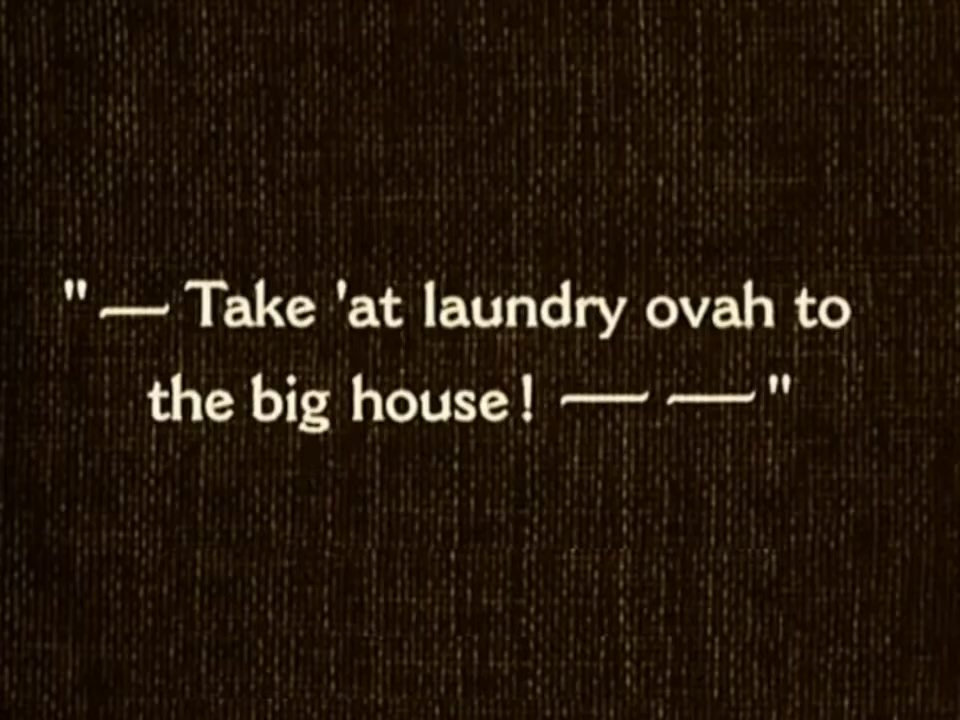 "— Take 'at laundry ovah to
the big house! — —"